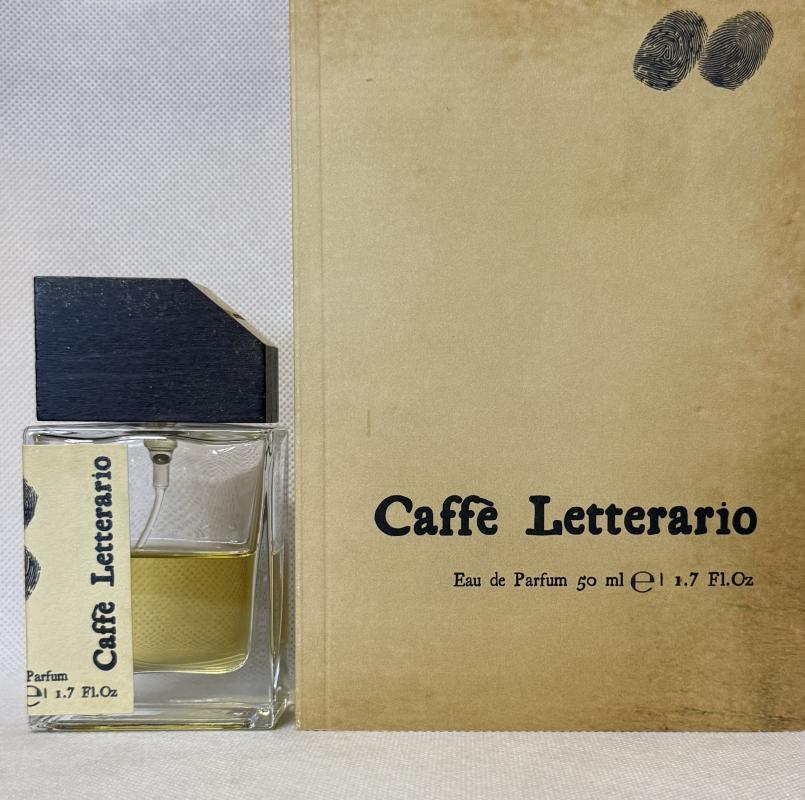 Caffè Letterario
Eau de Parfum 50 ml ℮| 1.7 Fl.Oz
Caffè Letterario
Parfum
℮| 1.7 Fl.Oz